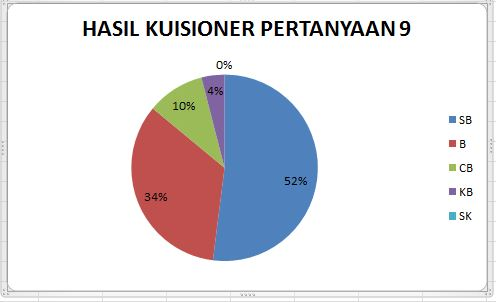 HASIL KUISIONER PERTANYAAN 9
0%
4%
10%
52%
34%
SB
B
CB
KB
SK